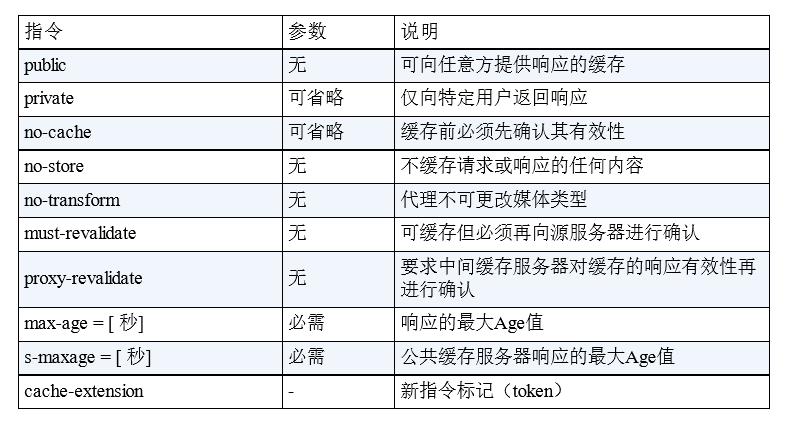 指令 参数 说明
public 无 可向任意方提供响应的缓存
private 可省略 仅向特定用户返回响应
no-cache 可省略 缓存前必须先确认其有效性
no-store 无 不缓存请求或响应的任何内容
no-transform 无 代理不可更改媒体类型
must-revalidate 无 可缓存但必须再向源服务器进行确认
proxy-revalidate 无 要求中间缓存服务器对缓存的响应有效性再
进行确认
max-age = [ 秒] 必需 响应的最大Age值
s-maxage = [ 秒] 必需 公共缓存服务器响应的最大Age值
cache-extension - 新指令标记（token）